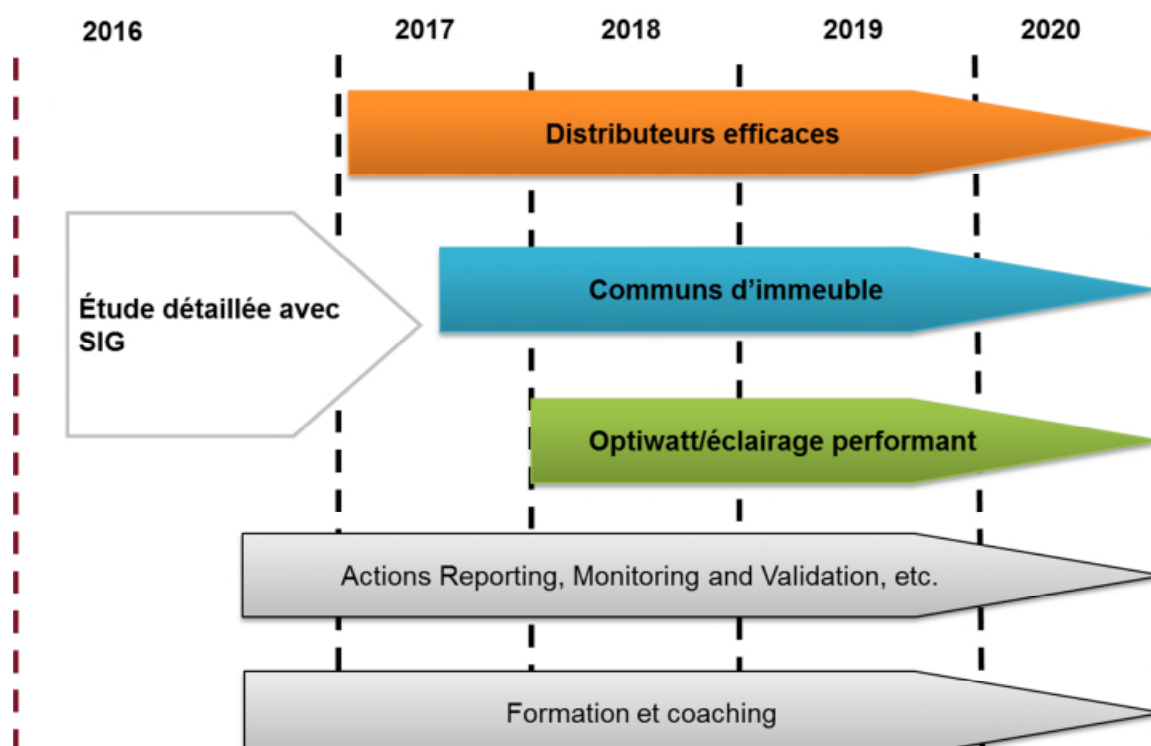 2016 2017 2018 2019 2020
Distributeurs efficaces
Étude détaillée avec
SIG
Communs d'immeuble
Optiwatt/éclairage performant
Actions Reporting, Monitoring and Validation, etc.
Formation et coaching